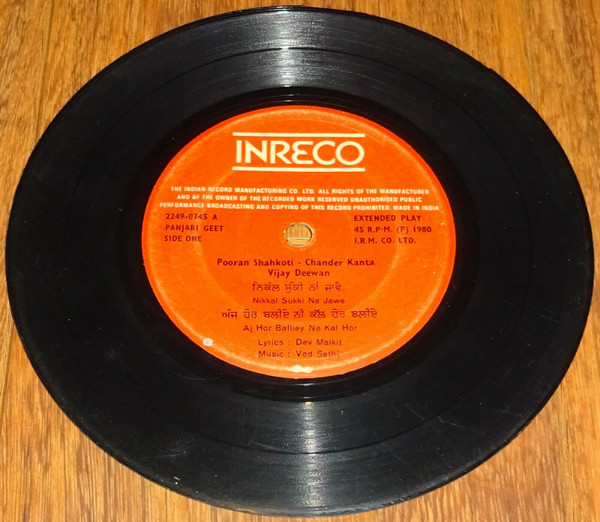 INRECO
THE INDIAN RECORD MANUFACTURING CO. LTD. ALL RIGHTS OF THE MANUFACTURER
AND OF THE OWNER OF THE RECORDED WORK RESERVED UNAUTHORISED PUBLIC
PERFORMANCE BROADCASTING AND COPYING OF THIS RECORD PROHIBITED. MADE IN INDIA
2249-0745 A
PANJABI GEET
SIDE ONE
EXTENDED PLAY
45 R.P.M. (P) 1980
I.R.M. CO. LTD.
Pooran Shahkoti - Chander Kanta
Vijay Deewan
ਨਿਕੱਲ ਸੁੱਕੀ ਨਾਂ ਜਾਵੇ
Nikkal Sukki Na Jawe
ਅੱਜ ਹੋਰ ਬਲੀਏ ਨੀ ਕੱਲ ਹੋਰ ਬਲੀਏ
Aj Hor Balliey Ne Kal Hor
Lyrics : Dev Malkit
Music : Ved Sethi